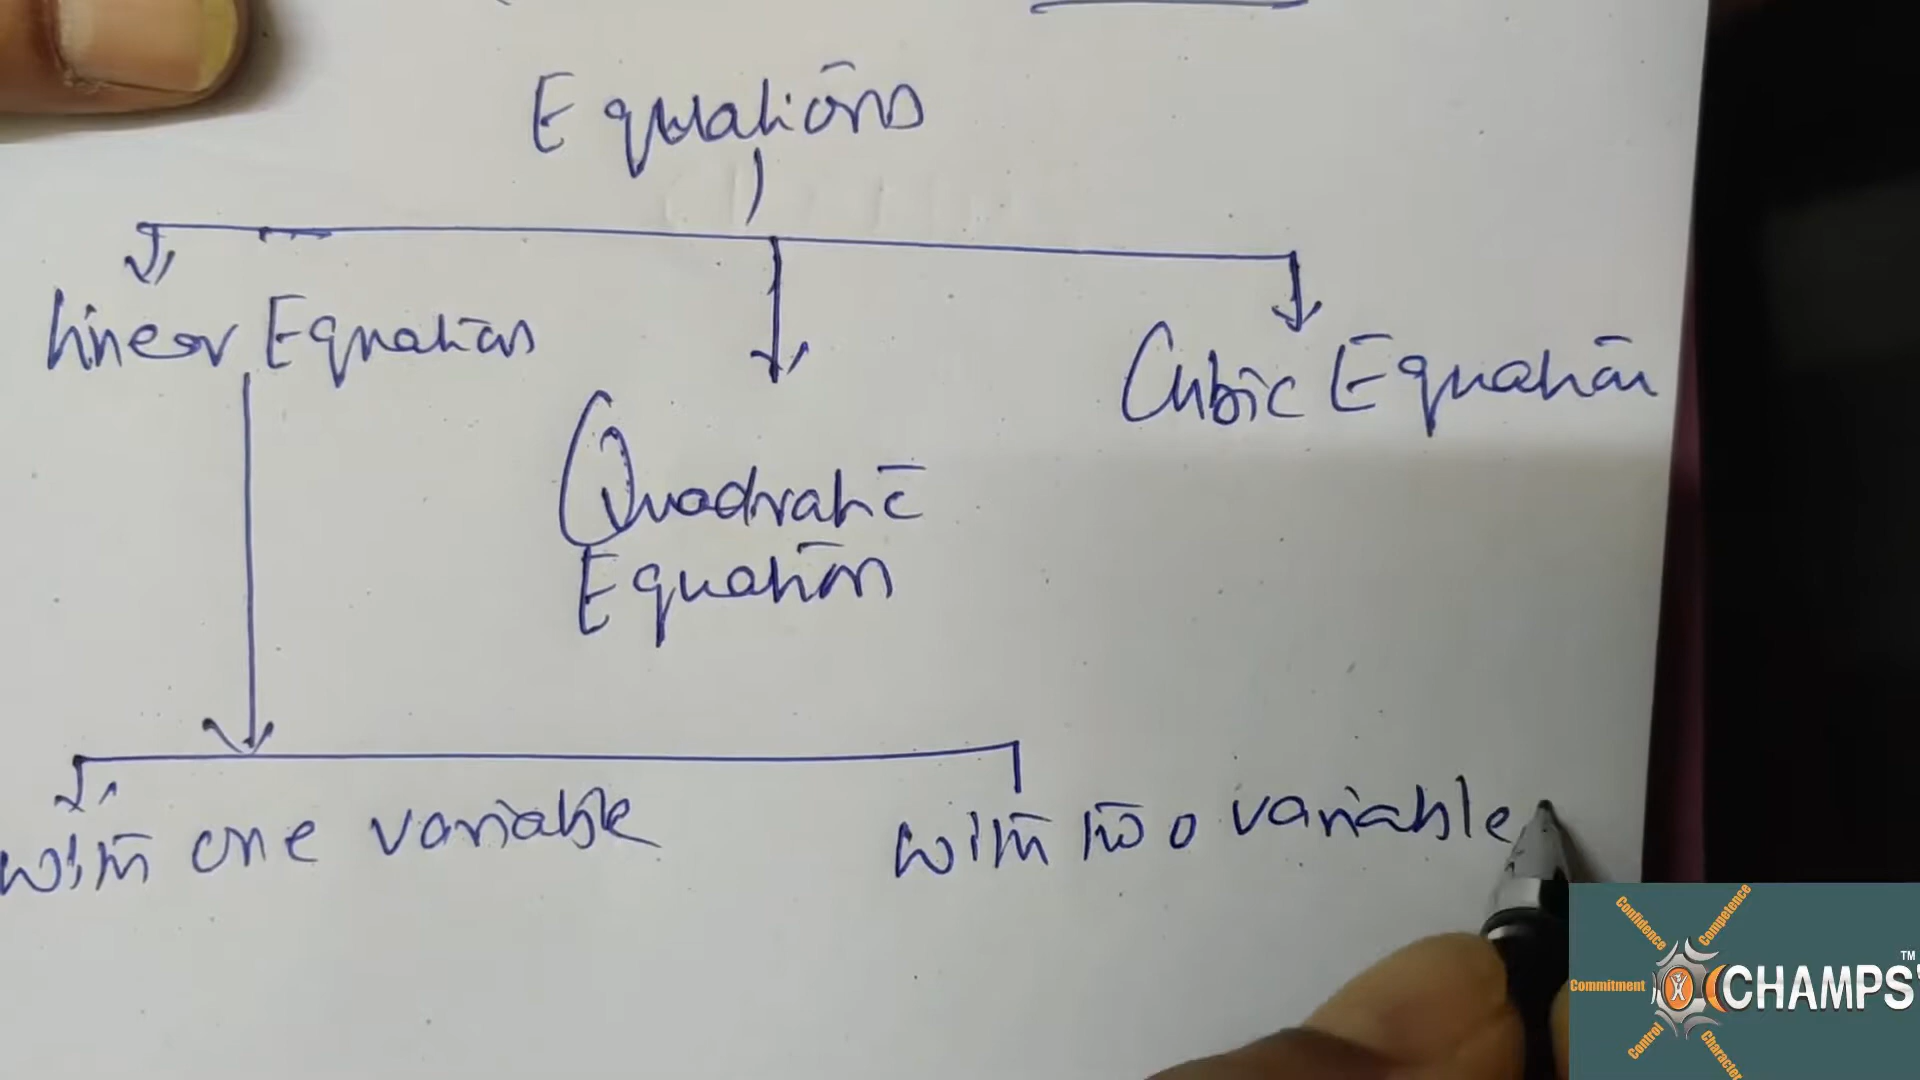 Equations
Linear Equation
Cubic Equation
Quadratic
Equation
with one variable
with two variable
Confidence
Competence
Commitment
CHAMPS
TM
Control
Character